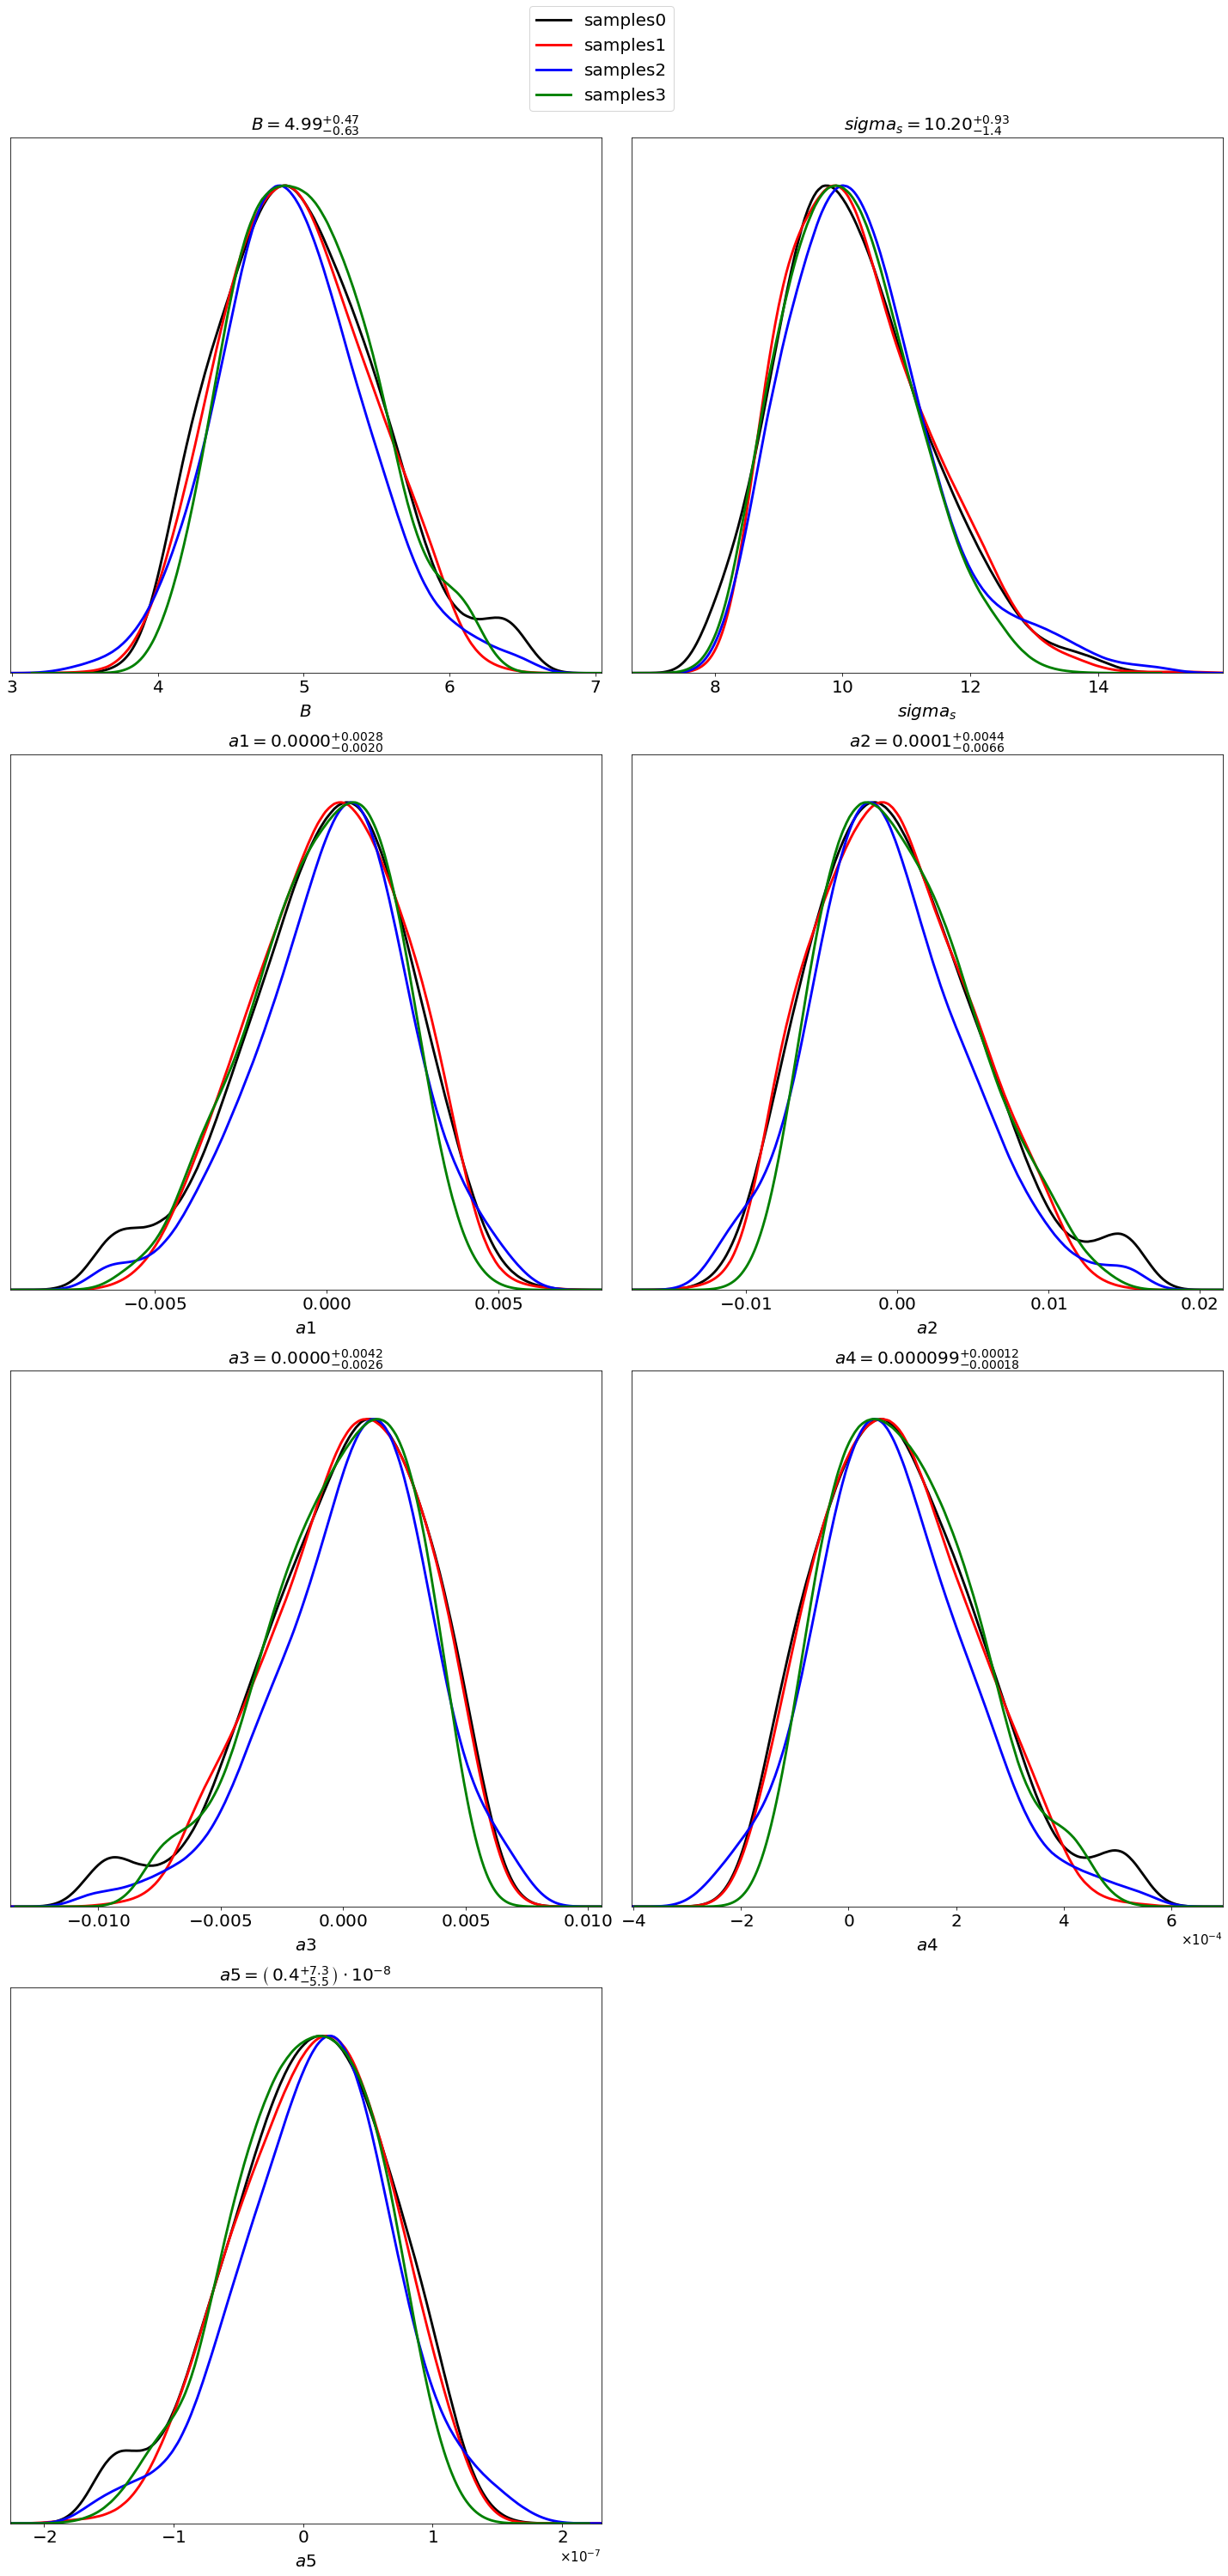 samples0
samples1
samples2
samples3
B = 4.99^{+0.47}_{-0.63}
sigma_s = 10.20^{+0.93}_{-1.4}
3 4 5 6 7
B
8 10 12 14
sigma_s
a1 = 0.0000^{+0.0028}_{-0.0020}
a2 = 0.0001^{+0.0044}_{-0.0066}
−0.005 0.000 0.005
a1
−0.01 0.00 0.01 0.02
a2
a3 = 0.0000^{+0.0042}_{-0.0026}
a4 = 0.000099^{+0.00012}_{-0.00018}
−0.010 −0.005 0.000 0.005 0.010
a3
−4 −2 0 2 4 6
×10^{−4}
a4
a5 = (0.4^{+7.3}_{-5.5}) · 10^{−8}
−2 −1 0 1 2
×10^{−7}
a5